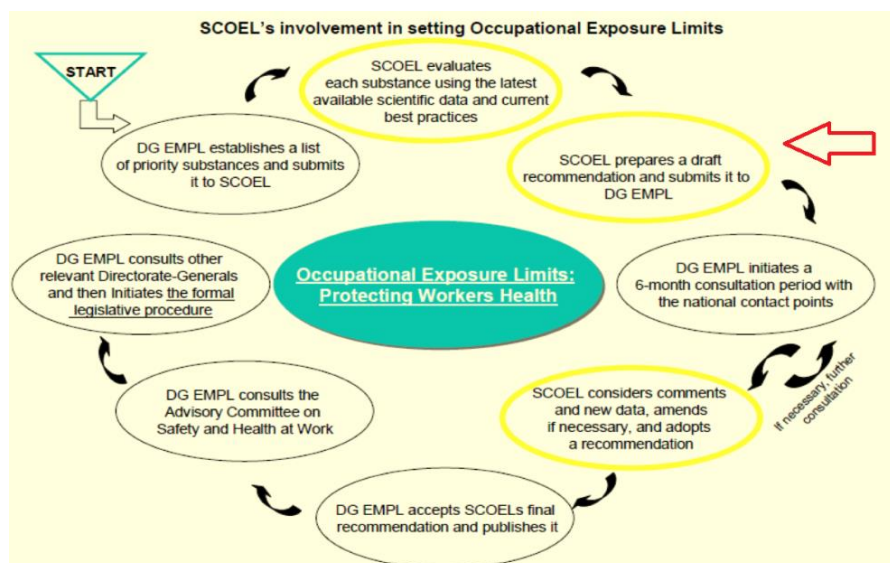 SCOEL's involvement in setting Occupational Exposure Limits
START
SCOEL evaluates
each substance using the latest
available scientific data and current
best practices
DG EMPL establishes a list
of priority substances and submits
it to SCOEL
SCOEL prepares a draft
recommendation and submits it to
DG EMPL
DG EMPL consults other
relevant Directorate-Generals
and then Initiates the formal
legislative procedure
Occupational Exposure Limits:
Protecting Workers Health
DG EMPL initiates a
6-month consultation period with
the national contact points
If necessary, further
consultation
SCOEL considers comments
and new data, amends
if necessary, and adopts
a recommendation
DG EMPL consults the
Advisory Committee on
Safety and Health at Work
DG EMPL accepts SCOELs final
recommendation and publishes it